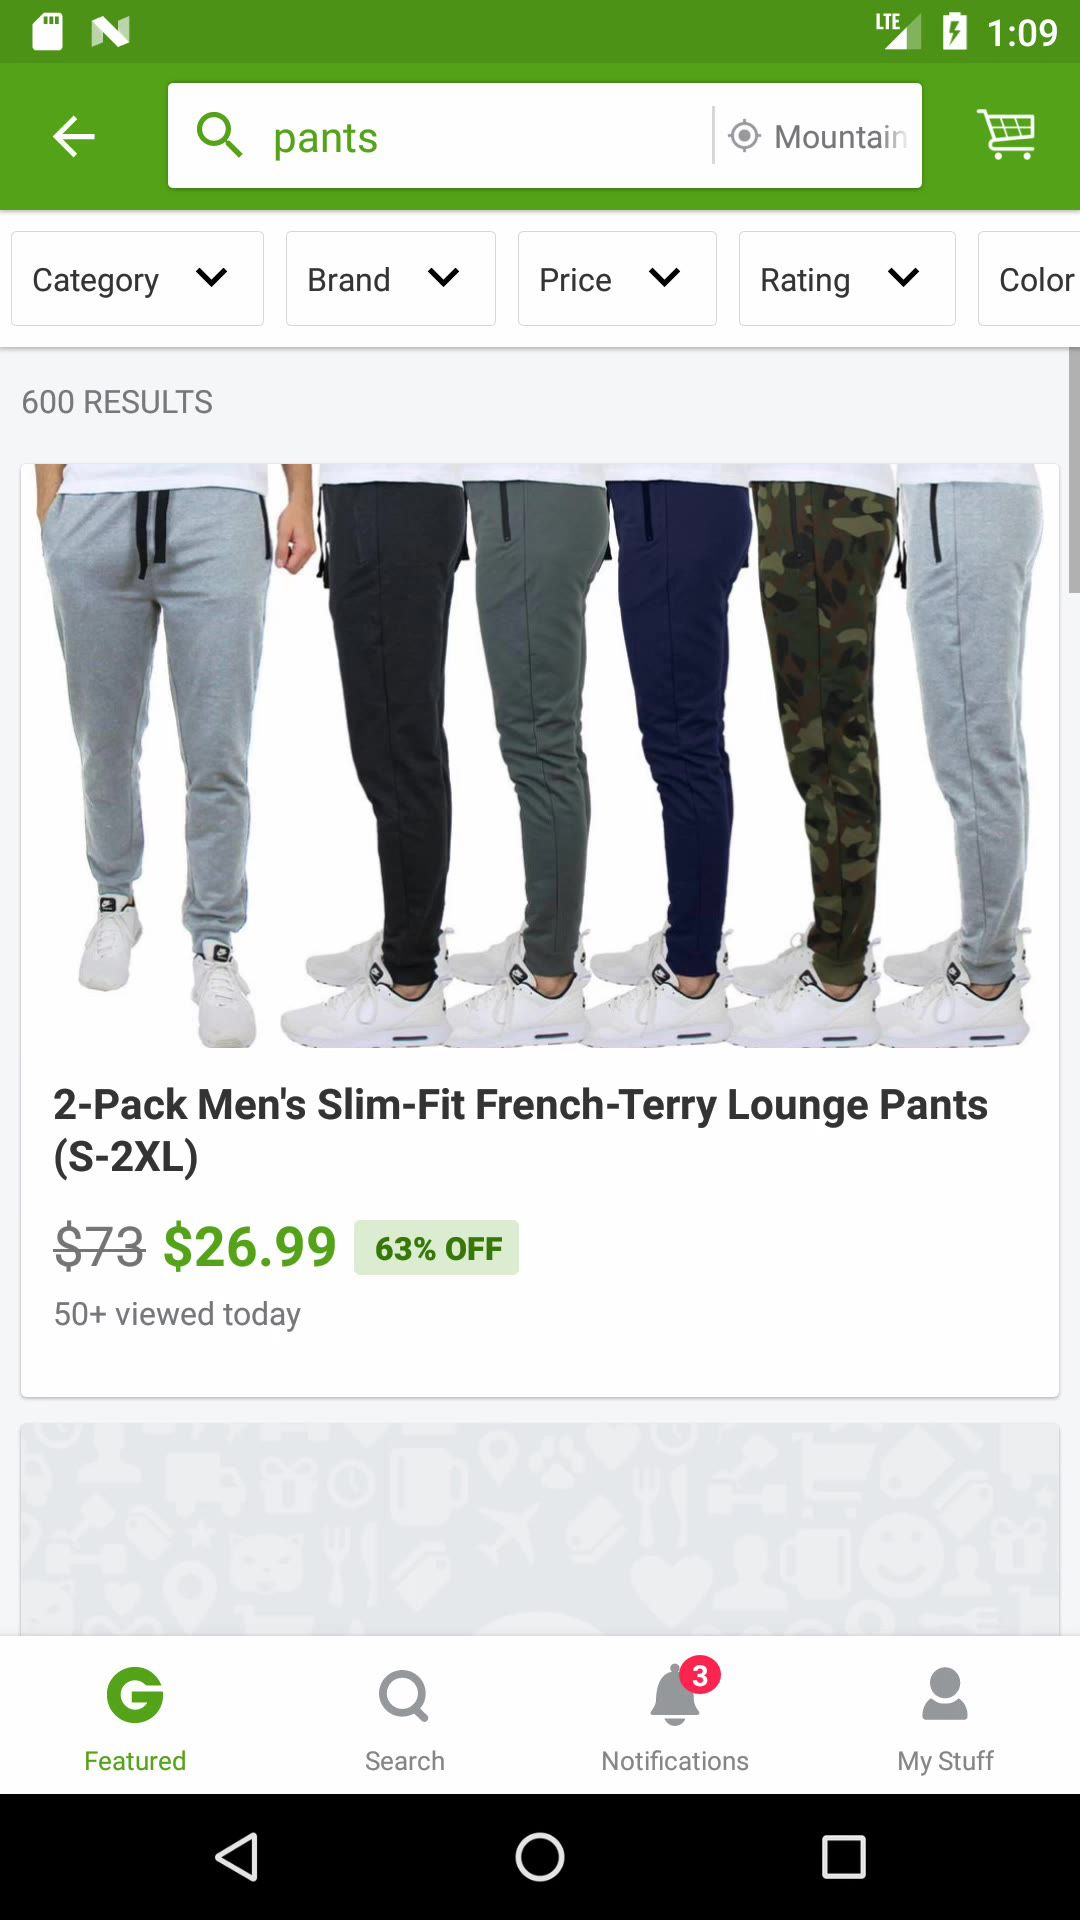 LTE 1:09
pants Mountain
Category Brand Price Rating Color
600 RESULTS
2-Pack Men's Slim-Fit French-Terry Lounge Pants
(S-2XL)
$73 $26.99 63% OFF
50+ viewed today
3
Featured Search Notifications My Stuff